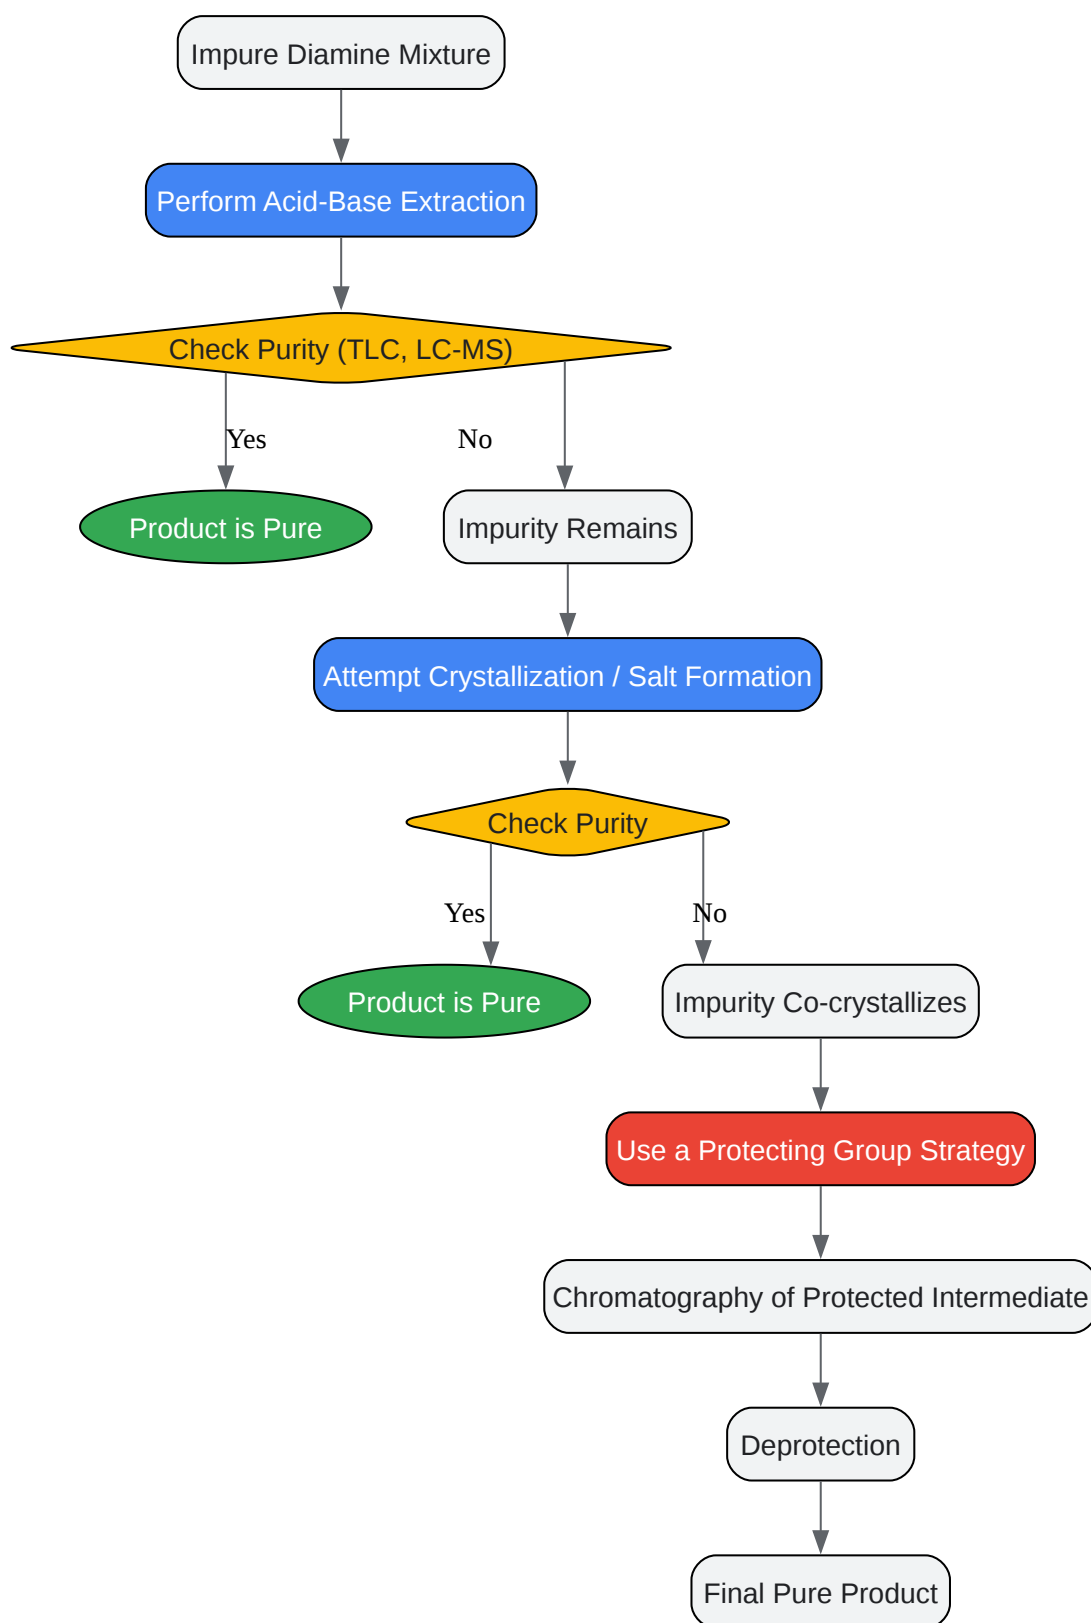 Impure Diamine Mixture
Perform Acid-Base Extraction
Check Purity (TLC, LC-MS)
Yes
No
Product is Pure
Impurity Remains
Attempt Crystallization / Salt Formation
Check Purity
Yes
No
Product is Pure
Impurity Co-crystallizes
Use a Protecting Group Strategy
Chromatography of Protected Intermediate
Deprotection
Final Pure Product